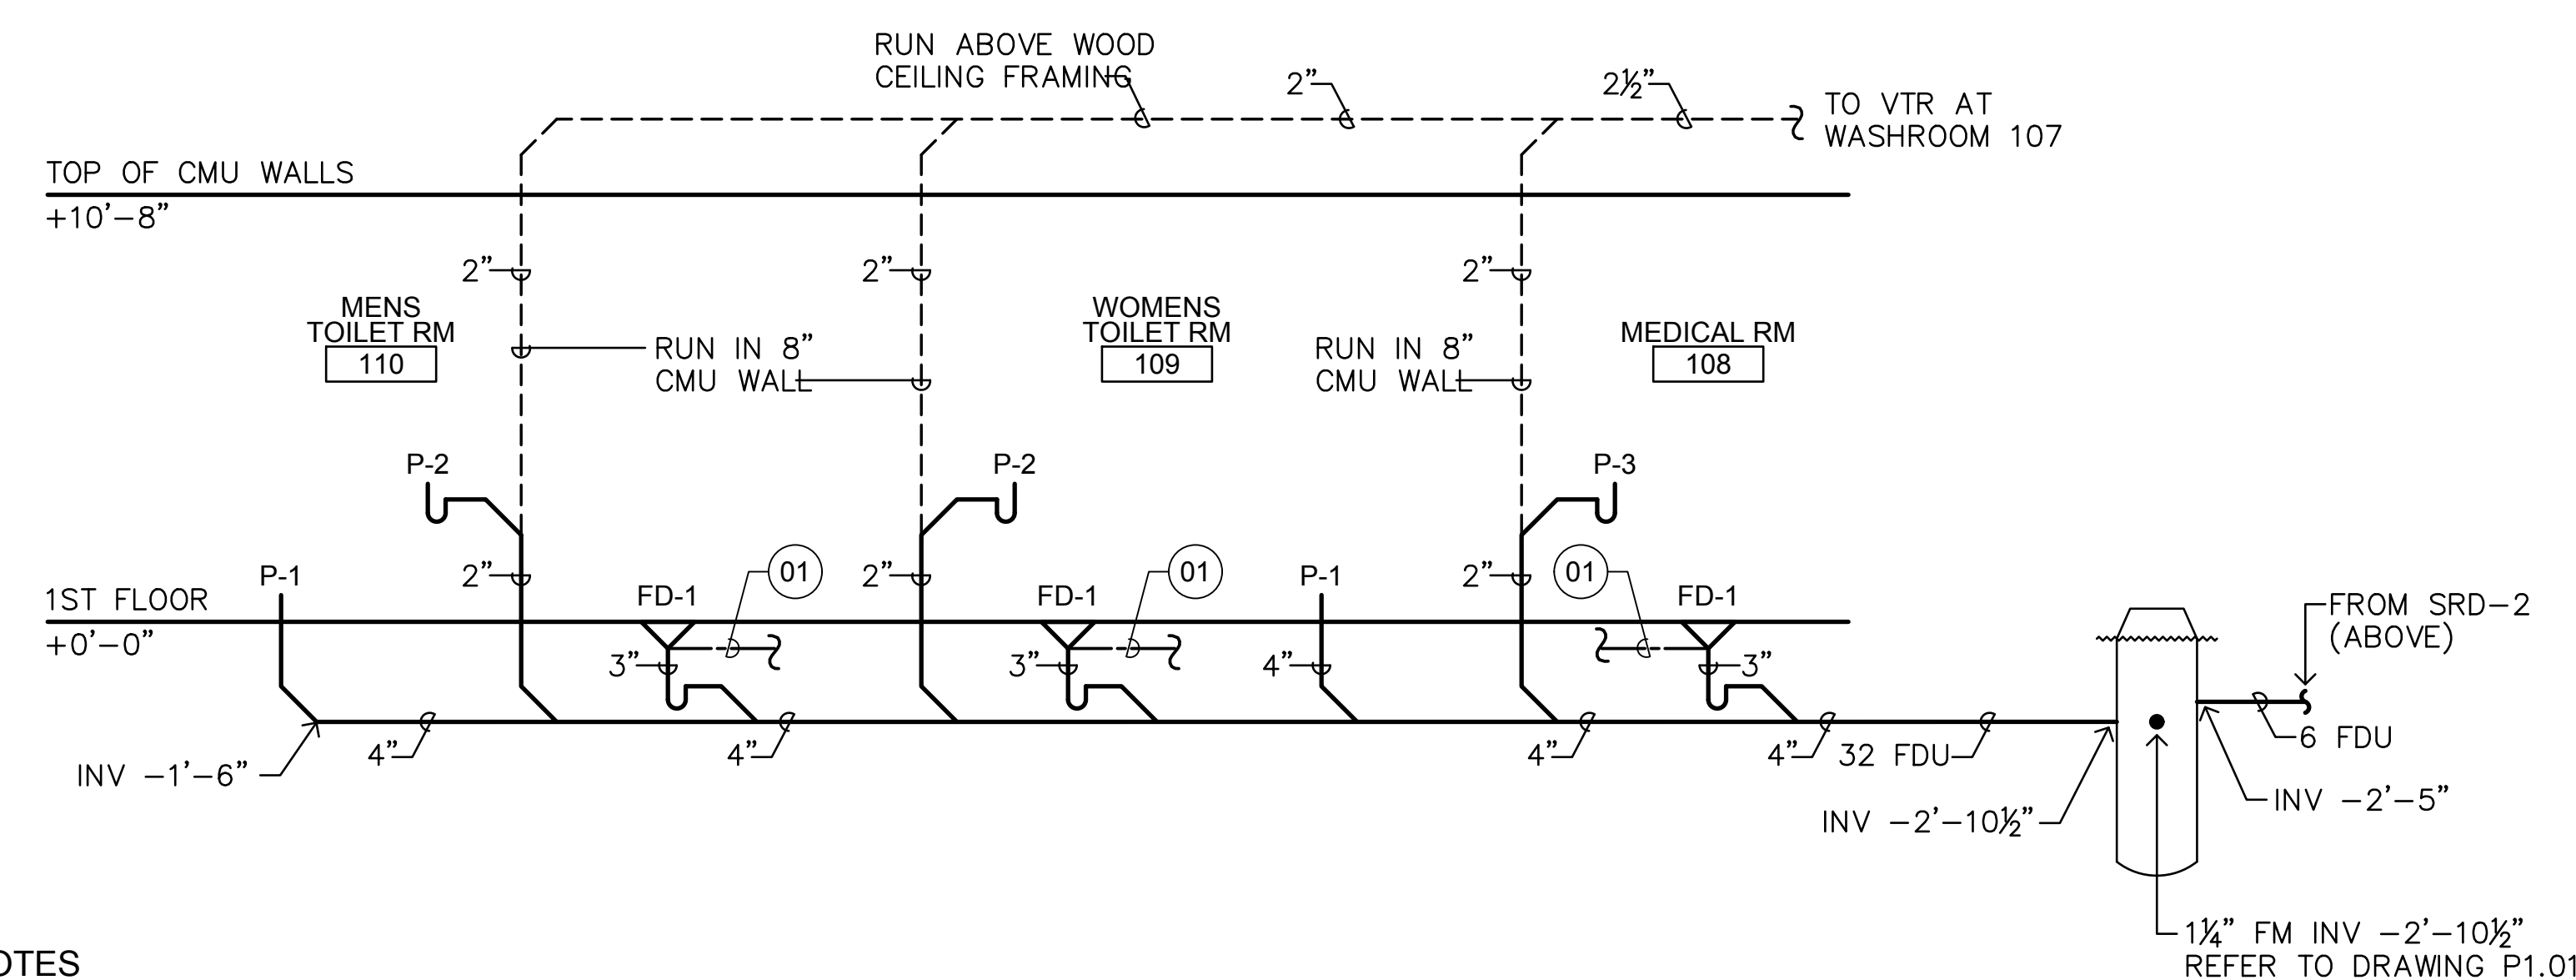 RUN ABOVE WOOD
CEILING FRAMING
2”
2½”
TO VTR AT
WASHROOM 107
TOP OF CMU WALLS
+10’–8”
2”
2”
2”
MENS
TOILET RM
110
WOMENS
TOILET RM
109
MEDICAL RM
108
RUN IN 8”
CMU WALL
RUN IN 8”
CMU WALL
P-2
P-2
P-3
P-1
2”
01
2”
01
P-1
2”
01
1ST FLOOR
+0’–0”
FD-1
FD-1
FD-1
3”
3”
4”
3”
FROM SRD–2
(ABOVE)
6 FDU
4”
4”
4”
4”
32 FDU
INV –1’–6”
INV –2’–10½”
INV –2’–5”
1¼” FM INV –2’–10½”
REFER TO DRAWING P1.01
OTES